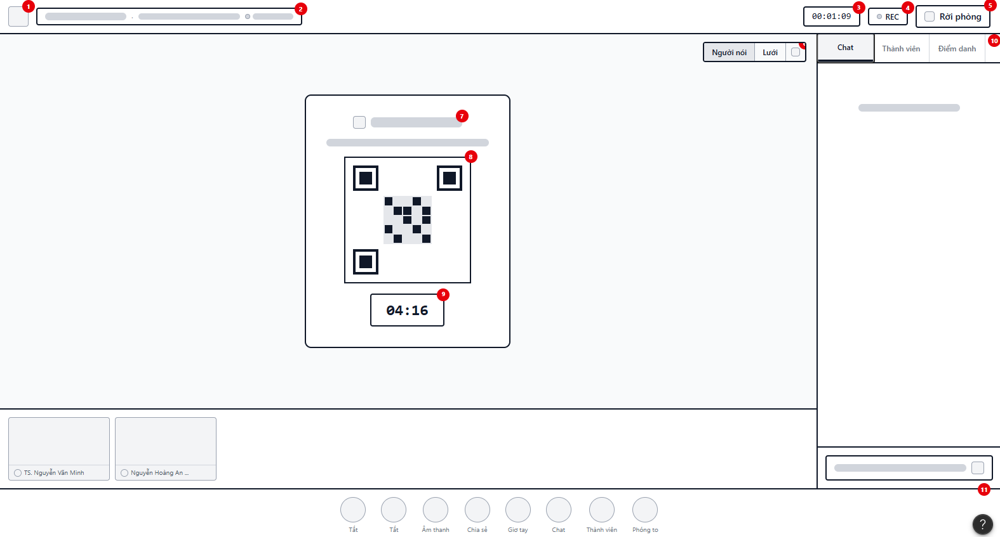 1
2
00:01:09
3
REC
4
Rời phòng
5
Người nói
Lưới
Chat
Thành viên
Điểm danh
10
7
8
9
04:16
TS. Nguyễn Văn Minh
Nguyễn Hoàng An ...
11
Tắt
Tắt
Âm thanh
Chia sẻ
Giơ tay
Chat
Thành viên
Phóng to
?